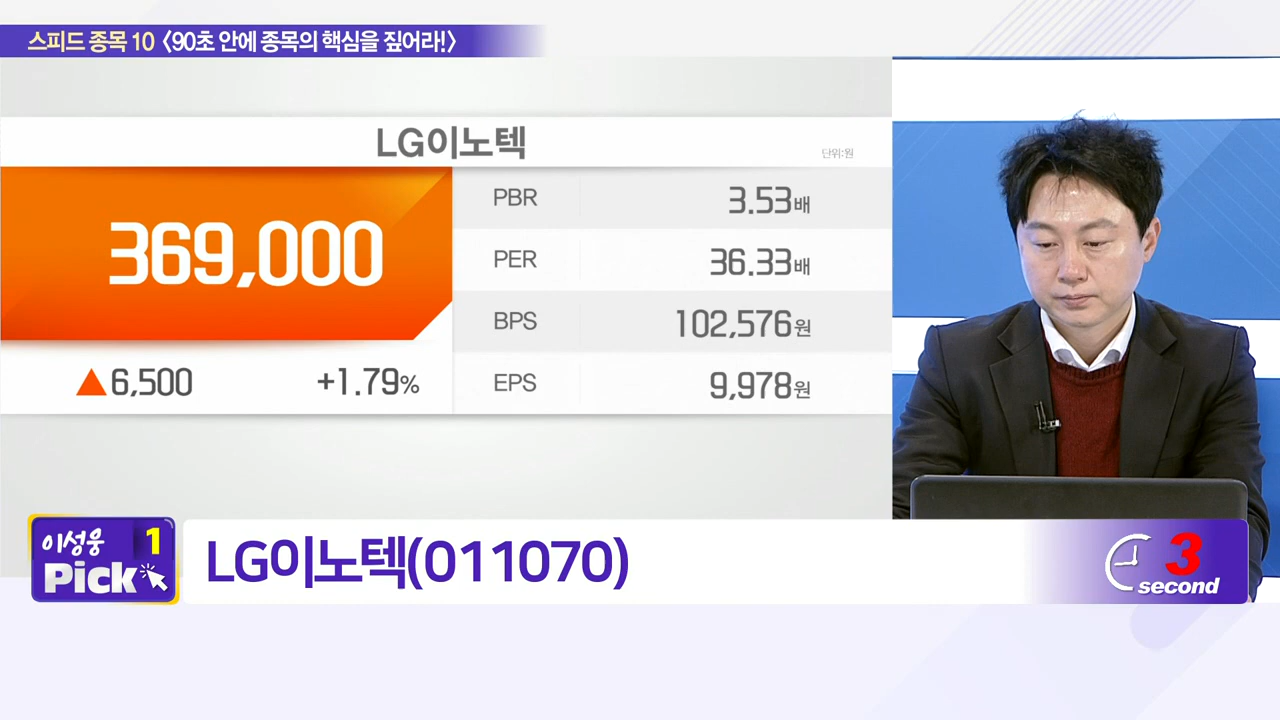 스피드 종목 10 〈90초 안에 종목의 핵심을 짚어라!〉
LG이노텍
단위:원
369,000
▲6,500 +1.79%
PBR 3.53배
PER 36.33배
BPS 102,576원
EPS 9,978원
이성웅 1
Pick
LG이노텍(011070)
3
second